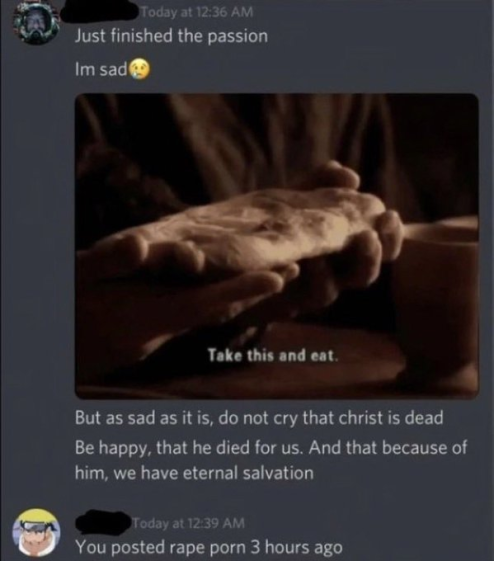 Today at 12:36 AM
Just finished the passion
Im sad😢
Take this and eat.
But as sad as it is, do not cry that christ is dead
Be happy, that he died for us. And that because of
him, we have eternal salvation
Today at 12:39 AM
You posted rape porn 3 hours ago